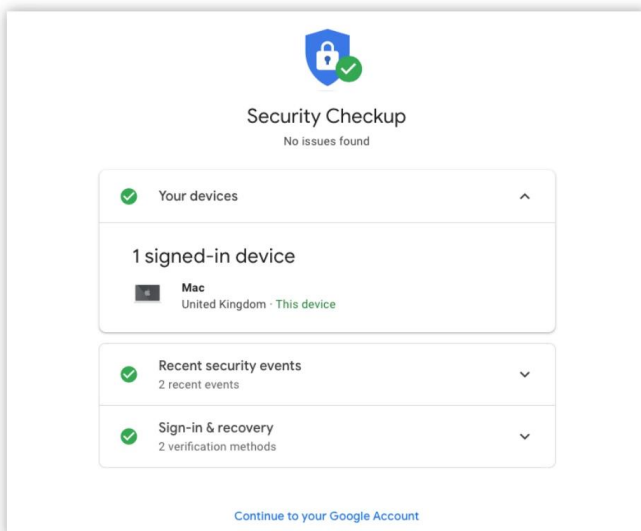 Security Checkup
No issues found
Your devices
1 signed-in device
Mac
United Kingdom · This device
Recent security events
2 recent events
Sign-in & recovery
2 verification methods
Continue to your Google Account